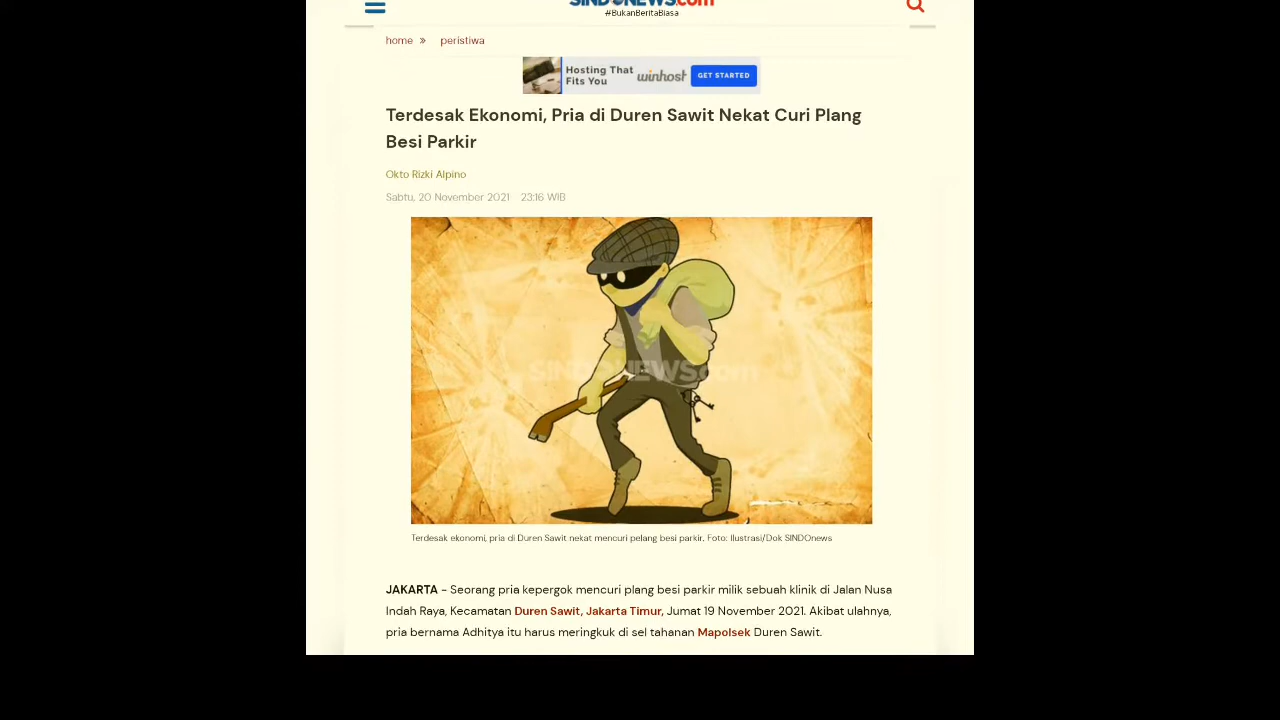 SINDONEWS.com
#BukanBeritaBiasa
home » peristiwa
Hosting That
Fits You
winhost
GET STARTED
Terdesak Ekonomi, Pria di Duren Sawit Nekat Curi Plang
Besi Parkir
Okto Rizki Alpino
Sabtu, 20 November 2021 23:16 WIB
SINDONEWS.com
Terdesak ekonomi, pria di Duren Sawit nekat mencuri pelang besi parkir. Foto: Ilustrasi/Dok SINDOnews
JAKARTA - Seorang pria kepergok mencuri plang besi parkir milik sebuah klinik di Jalan Nusa
Indah Raya, Kecamatan Duren Sawit, Jakarta Timur, Jumat 19 November 2021. Akibat ulahnya,
pria bernama Adhitya itu harus meringkuk di sel tahanan Mapolsek Duren Sawit.